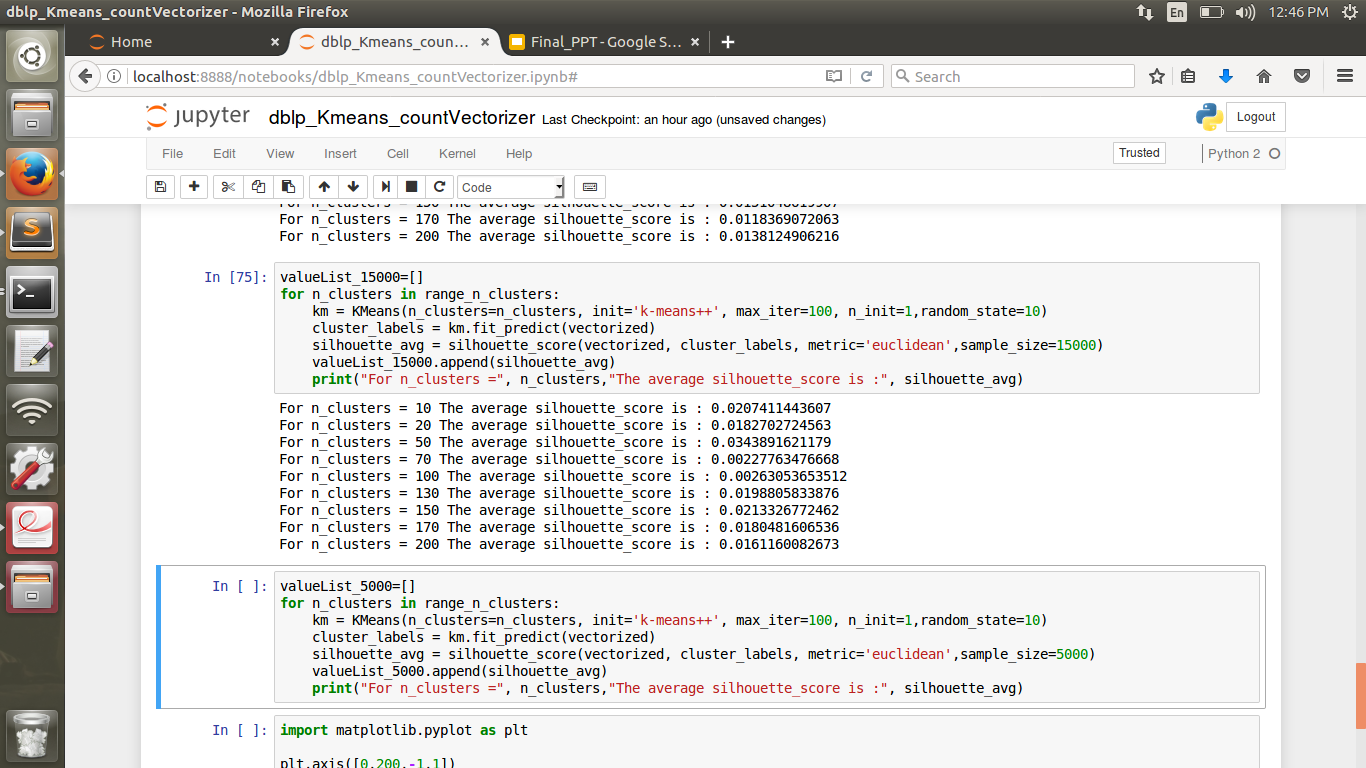 dblp_Kmeans_countVectorizer - Mozilla Firefox
En
12:46 PM
Home
dblp_Kmeans_coun...
Final_PPT - Google S...
localhost:8888/notebooks/dblp_Kmeans_countVectorizer.ipynb#
Search
jupyter
dblp_Kmeans_countVectorizer Last Checkpoint: an hour ago (unsaved changes)
Logout
File Edit View Insert Cell Kernel Help
Trusted
Python 2
Code
For n_clusters = 150 The average silhouette_score is :
For n_clusters = 170 The average silhouette_score is : 0.0118369072063
For n_clusters = 200 The average silhouette_score is : 0.0138124906216
In [75]: valueList_15000=[]
for n_clusters in range_n_clusters:
km = KMeans(n_clusters=n_clusters, init='k-means++', max_iter=100, n_init=1,random_state=10)
cluster_labels = km.fit_predict(vectorized)
silhouette_avg = silhouette_score(vectorized, cluster_labels, metric='euclidean',sample_size=15000)
valueList_15000.append(silhouette_avg)
print("For n_clusters =", n_clusters,"The average silhouette_score is :", silhouette_avg)
For n_clusters = 10 The average silhouette_score is : 0.0207411443607
For n_clusters = 20 The average silhouette_score is : 0.0182702724563
For n_clusters = 50 The average silhouette_score is : 0.0343891621179
For n_clusters = 70 The average silhouette_score is : 0.00227763476668
For n_clusters = 100 The average silhouette_score is : 0.00263053653512
For n_clusters = 130 The average silhouette_score is : 0.0198805833876
For n_clusters = 150 The average silhouette_score is : 0.0213326772462
For n_clusters = 170 The average silhouette_score is : 0.0180481606536
For n_clusters = 200 The average silhouette_score is : 0.0161160082673
In [ ]: valueList_5000=[]
for n_clusters in range_n_clusters:
km = KMeans(n_clusters=n_clusters, init='k-means++', max_iter=100, n_init=1,random_state=10)
cluster_labels = km.fit_predict(vectorized)
silhouette_avg = silhouette_score(vectorized, cluster_labels, metric='euclidean',sample_size=5000)
valueList_5000.append(silhouette_avg)
print("For n_clusters =", n_clusters,"The average silhouette_score is :", silhouette_avg)
In [ ]: import matplotlib.pyplot as plt
plt.axis([0,200,-1,1])